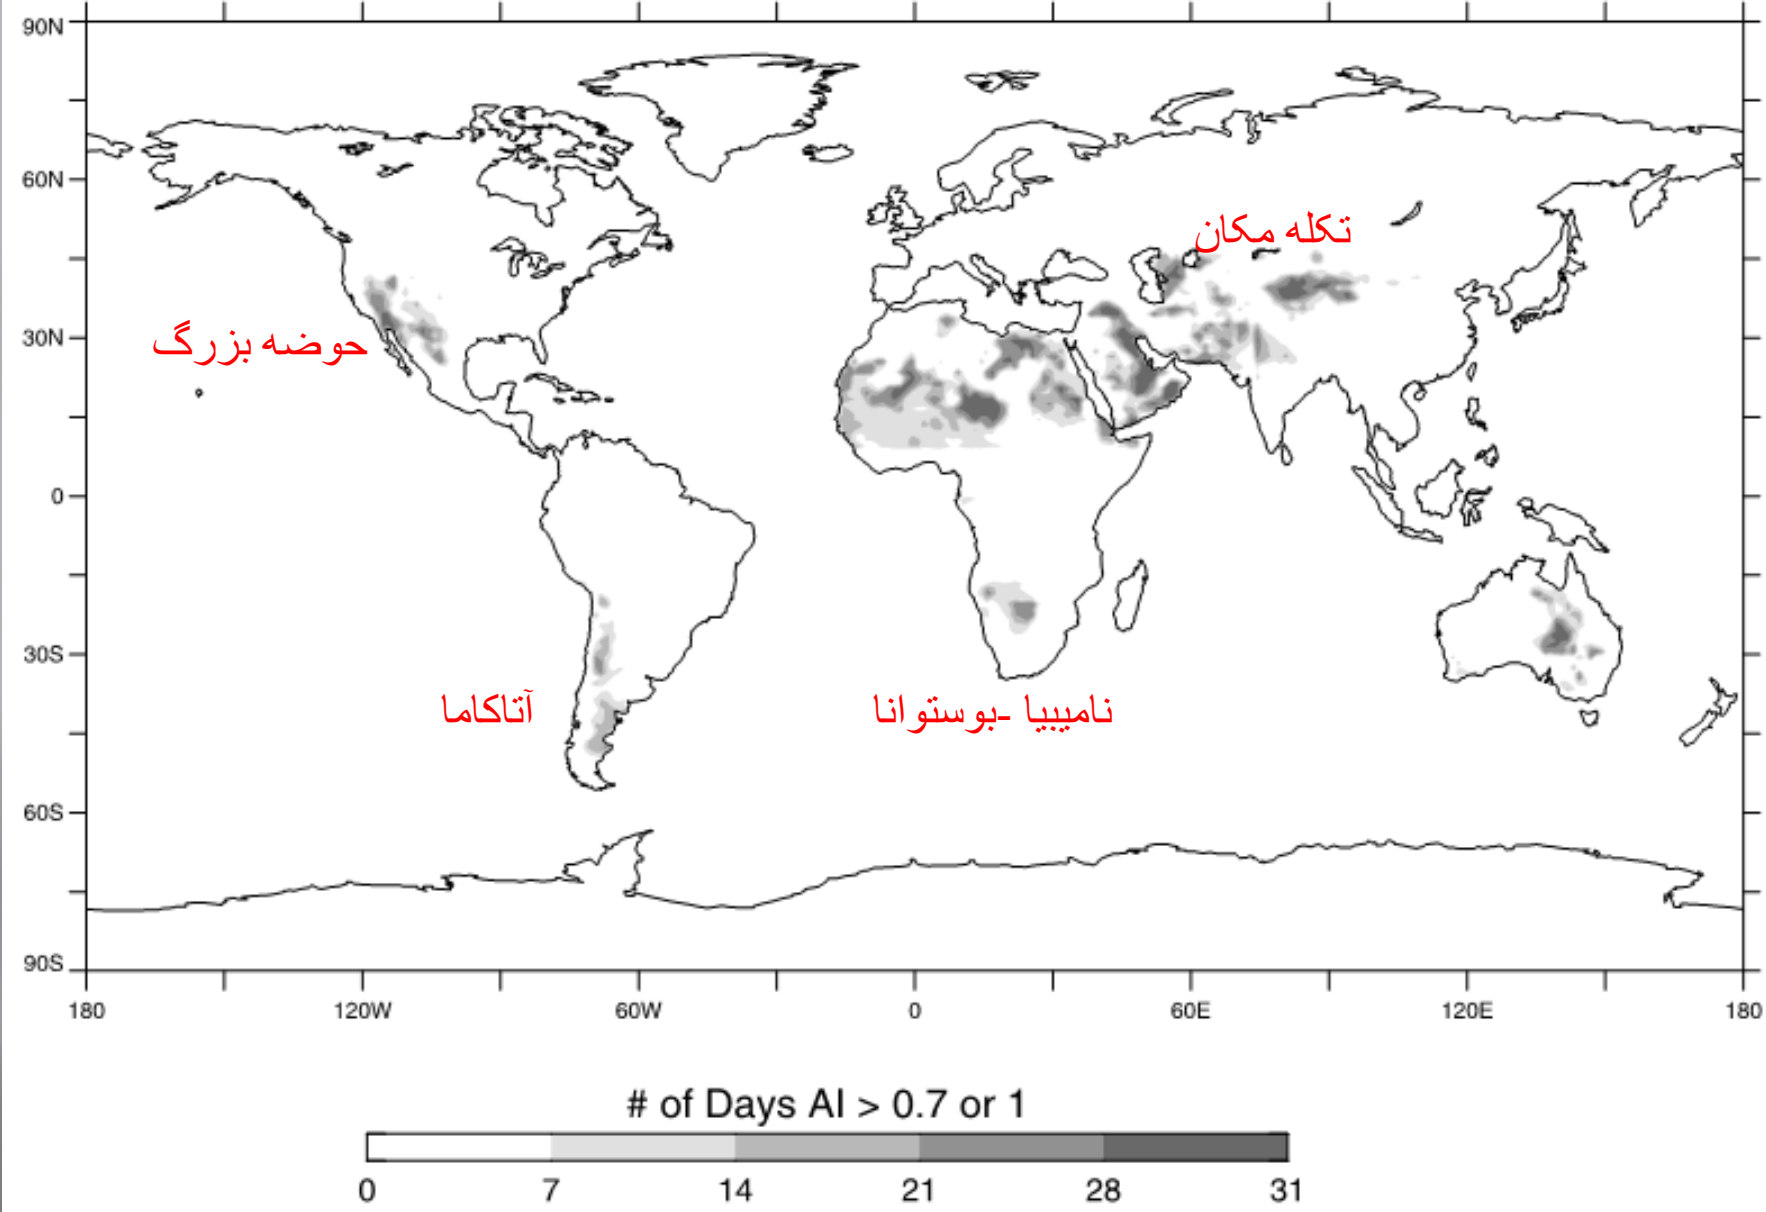 90N
60N
تکله مکان
30N
حوضه بزرگ
0
30S
آتاکاما
نامیبیا -بوستوانا
60S
90S
180 120W 60W 0 60E 120E 180
# of Days AI > 0.7 or 1
0 7 14 21 28 31